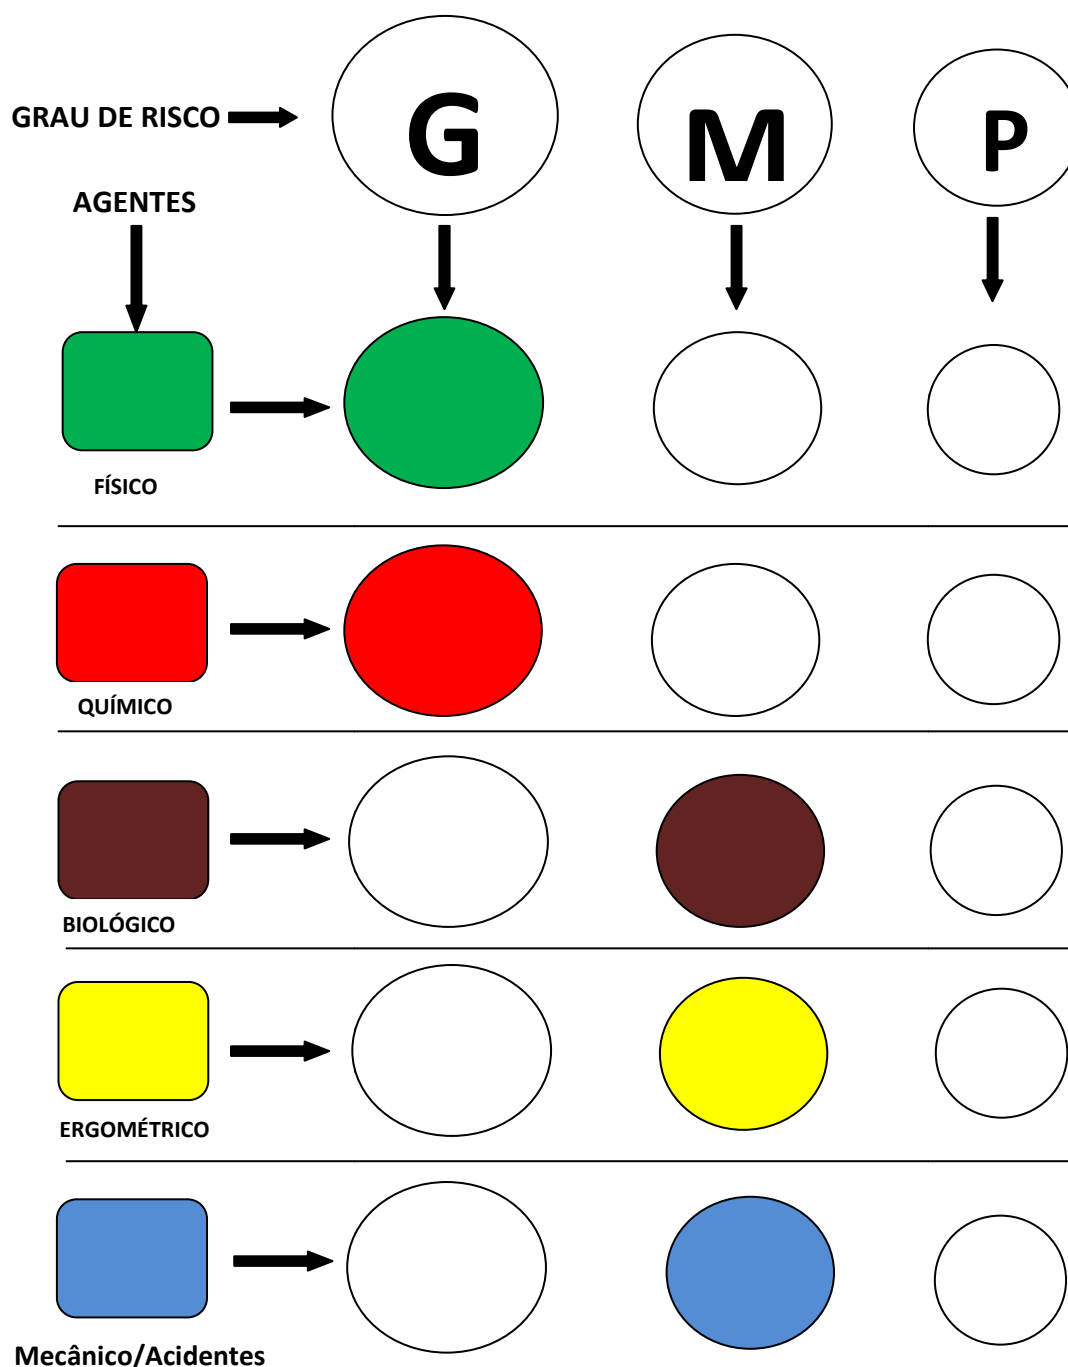 G
M
P
GRAU DE RISCO
AGENTES
FÍSICO
QUÍMICO
BIOLÓGICO
ERGOMÉTRICO
Mecânico/Acidentes